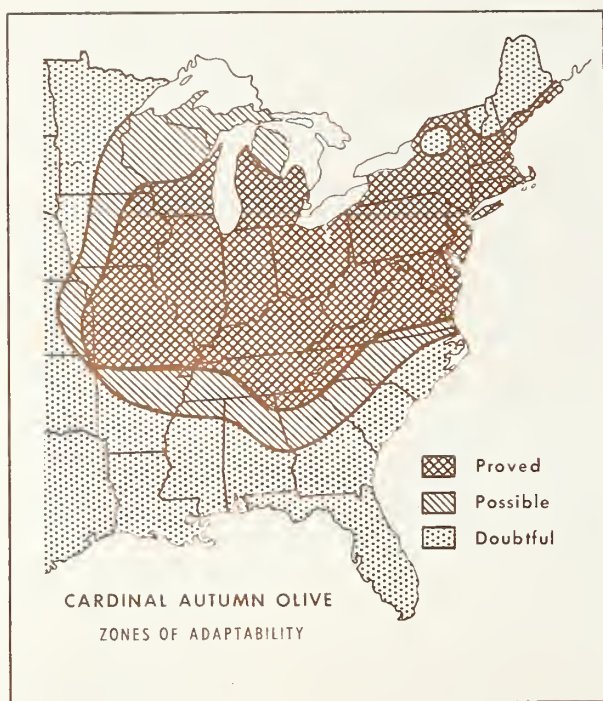 Proved
Possible
Doubtful
CARDINAL AUTUMN OLIVE
ZONES OF ADAPTABILITY